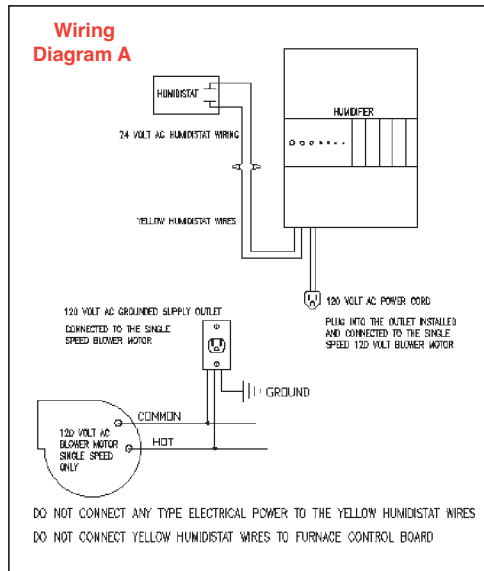 Wiring
Diagram A
HUMIDISTAT
HUMIDIFER
24 VOLT AC HUMIDISTAT WIRING
YELLOW HUMIDISTAT WIRES
120 VOLT AC POWER CORD
PLUG INTO THE OUTLET INSTALLED
AND CONNECTED TO THE SINGLE
SPEED 120 VOLT BLOWER MOTOR
120 VOLT AC GROUNDED SUPPLY OUTLET
CONNECTED TO THE SINGLE
SPEED BLOWER MOTOR
GROUND
COMMON
120 VOLT AC
BLOWER MOTOR
SINGLE SPEED
ONLY
HOT
DO NOT CONNECT ANY TYPE ELECTRICAL POWER TO THE YELLOW HUMIDISTAT WIRES
DO NOT CONNECT YELLOW HUMIDISTAT WIRES TO FURNACE CONTROL BOARD